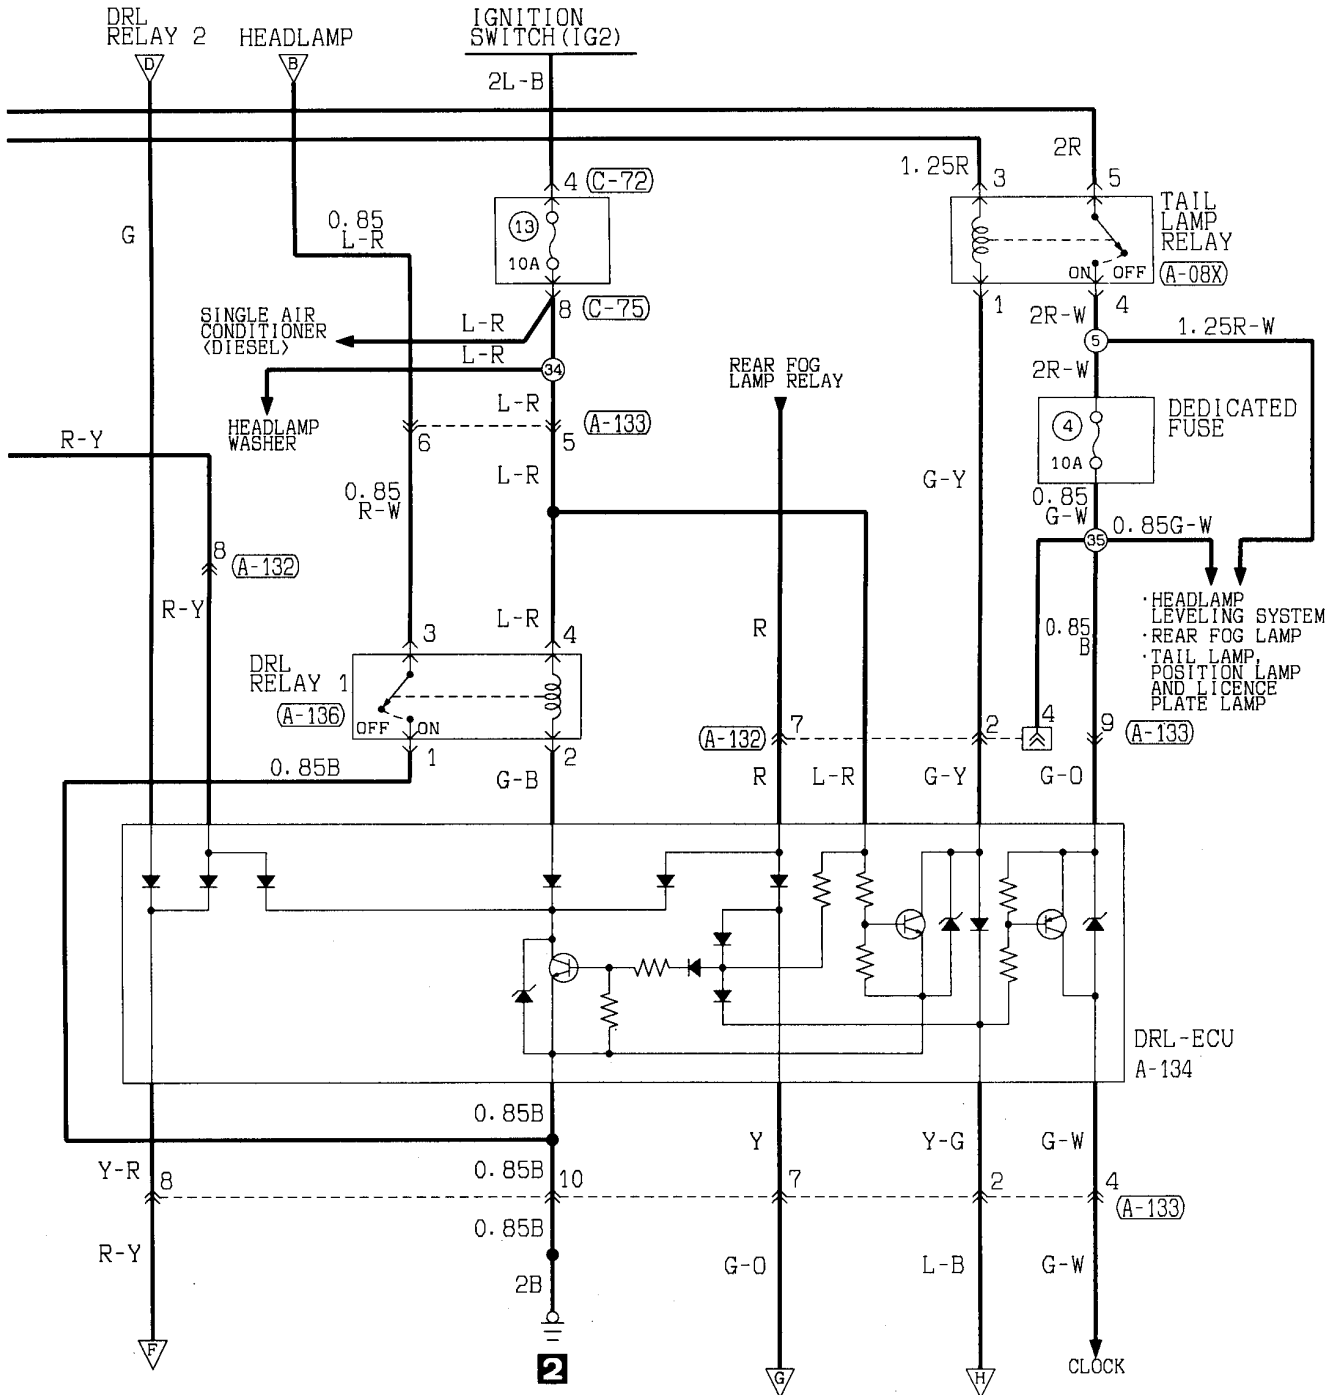 DRL
RELAY 2
HEADLAMP
IGNITION
SWITCH(IG2)
D
B
2L-B
1.25R
2R
3
5
4
(C-72)
TAIL
LAMP
RELAY
(A-08X)
G
0.85
L-R
13
10A
ON
OFF
1
4
8
(C-75)
SINGLE AIR
CONDITIONER
<DIESEL>
L-R
L-R
34
2R-W
5
1.25R-W
2R-W
HEADLAMP
WASHER
REAR FOG
LAMP RELAY
L-R
(A-133)
6
5
4
10A
DEDICATED
FUSE
R-Y
L-R
G-Y
0.85
R-W
0.85
G-W
0.85G-W
35
8
(A-132)
R-Y
L-R
R
0.85
B
·HEADLAMP
LEVELING SYSTEM
·REAR FOG LAMP
·TAIL LAMP,
POSITION LAMP
AND LICENCE
PLATE LAMP
3
4
DRL
RELAY 1
(A-136)
OFF
ON
1
2
(A-132)
7
2
4
9
(A-133)
0.85B
G-B
R
L-R
G-Y
G-O
DRL-ECU
A-134
0.85B
Y
Y-G
G-W
Y-R
8
0.85B
10
7
2
4
(A-133)
R-Y
0.85B
G-O
L-B
G-W
2B
2
F
G
H
CLOCK